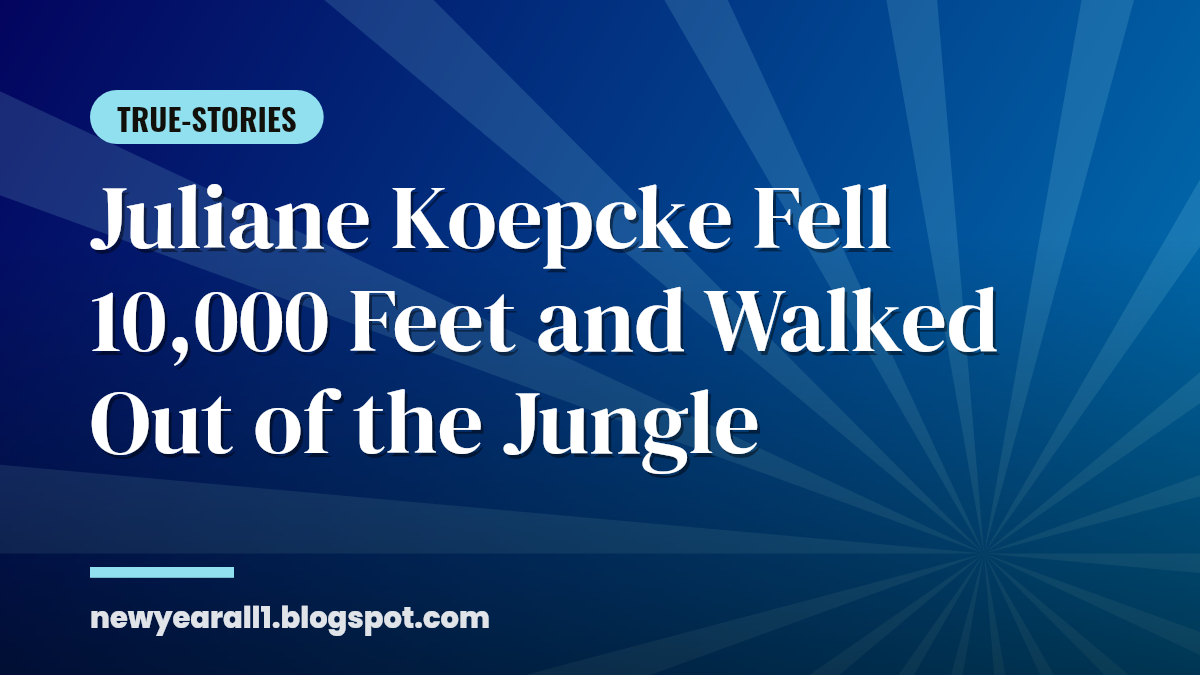 TRUE-STORIES
Juliane Koepcke Fell
10,000 Feet and Walked
Out of the Jungle
newyearall1.blogspot.com